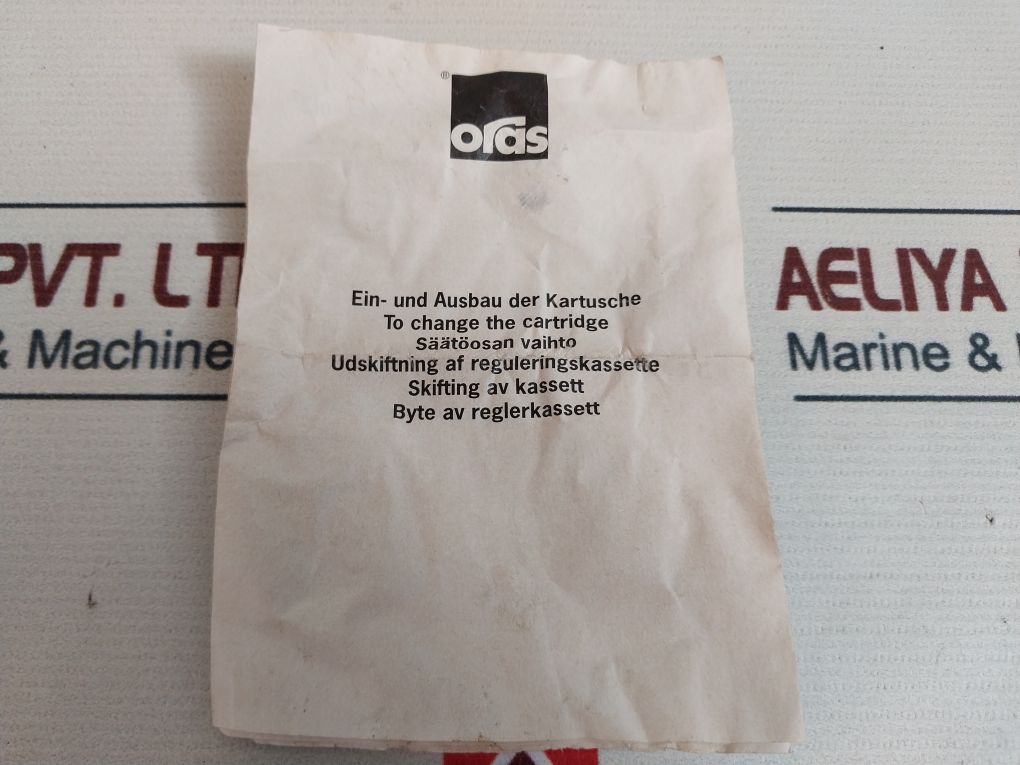 ®
oras
Ein- und Ausbau der Kartusche
To change the cartridge
Säätöosan vaihto
Udskiftning af reguleringskassette
Skifting av kassett
Byte av reglerkassett
PVT. LT
& Machine
AELIYA
Marine &